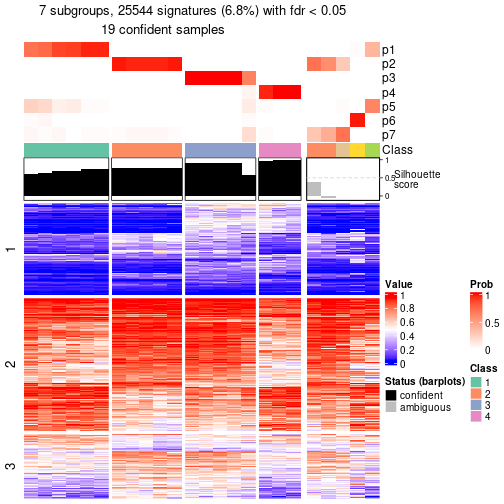 7 subgroups, 25544 signatures (6.8%) with fdr < 0.05
19 confident samples
p1
p2
p3
p4
p5
p6
p7
Class
1
0.5
0
Silhouette
score
1
2
3
Value
1
0.8
0.6
0.4
0.2
0
Status (barplots)
confident
ambiguous
Prob
1
0.5
0
Class
1
2
3
4